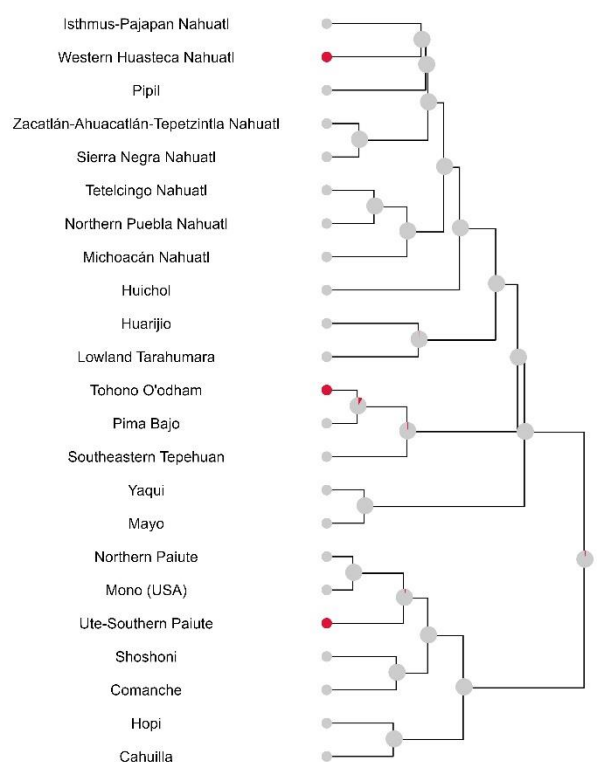 Isthmus-Pajapan Nahuatl
Western Huasteca Nahuatl
Pipil
Zacatlán-Ahuacatlán-Tepetzintla Nahuatl
Sierra Negra Nahuatl
Tetelcingo Nahuatl
Northern Puebla Nahuatl
Michoacán Nahuatl
Huichol
Huarijio
Lowland Tarahumara
Tohono O'odham
Pima Bajo
Southeastern Tepehuan
Yaqui
Mayo
Northern Paiute
Mono (USA)
Ute-Southern Paiute
Shoshoni
Comanche
Hopi
Cahuilla